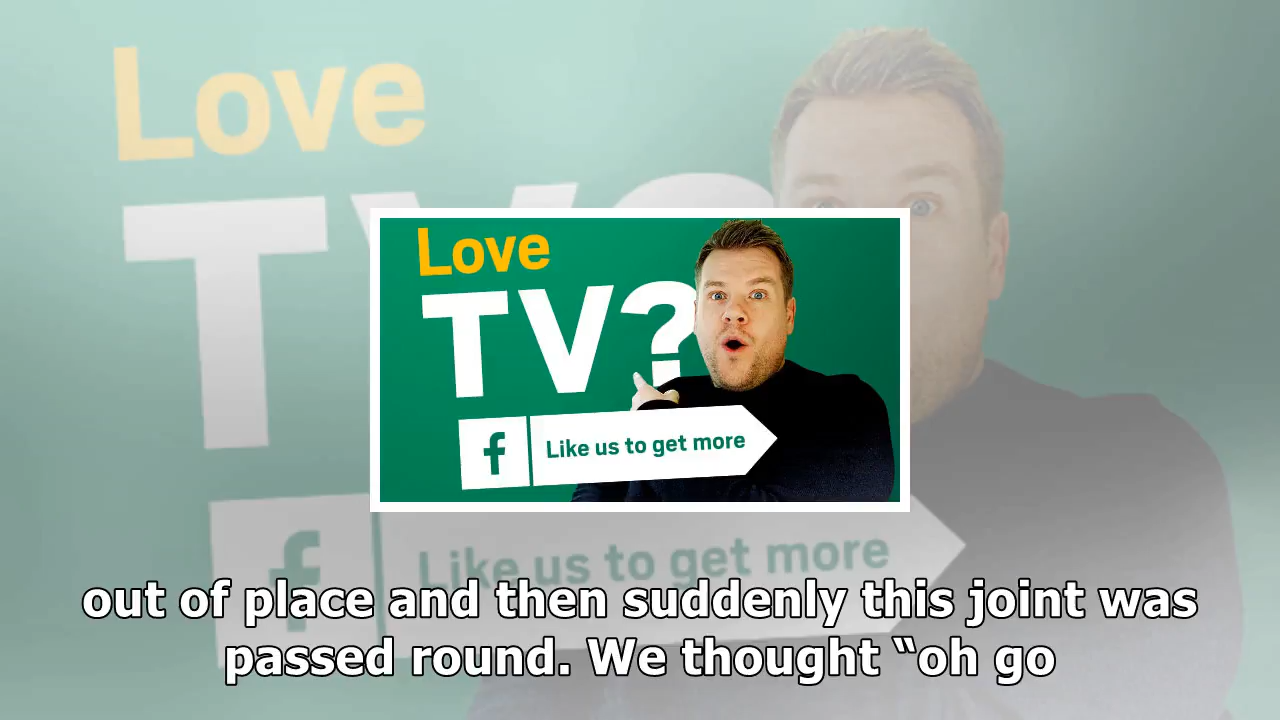 Love
TV?
f Like us to get more
Love
TV?
f Like us to get more
out of place and then suddenly this joint was
passed round. We thought “oh go